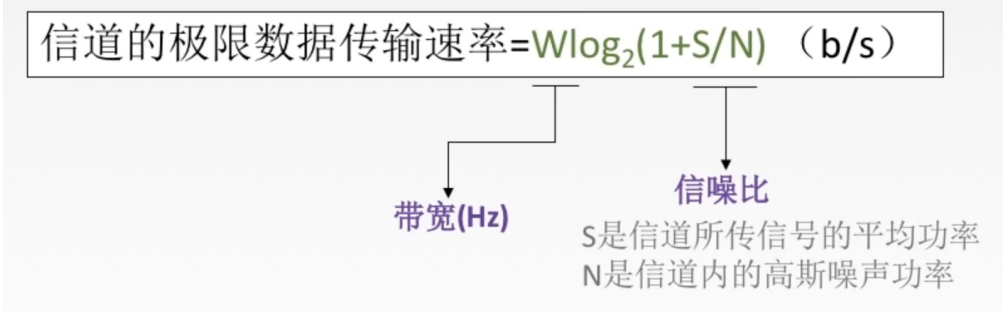 信道的极限数据传输速率=Wlog₂(1+S/N) （b/s）
带宽(Hz)
信噪比
S是信道所传信号的平均功率
N是信道内的高斯噪声功率